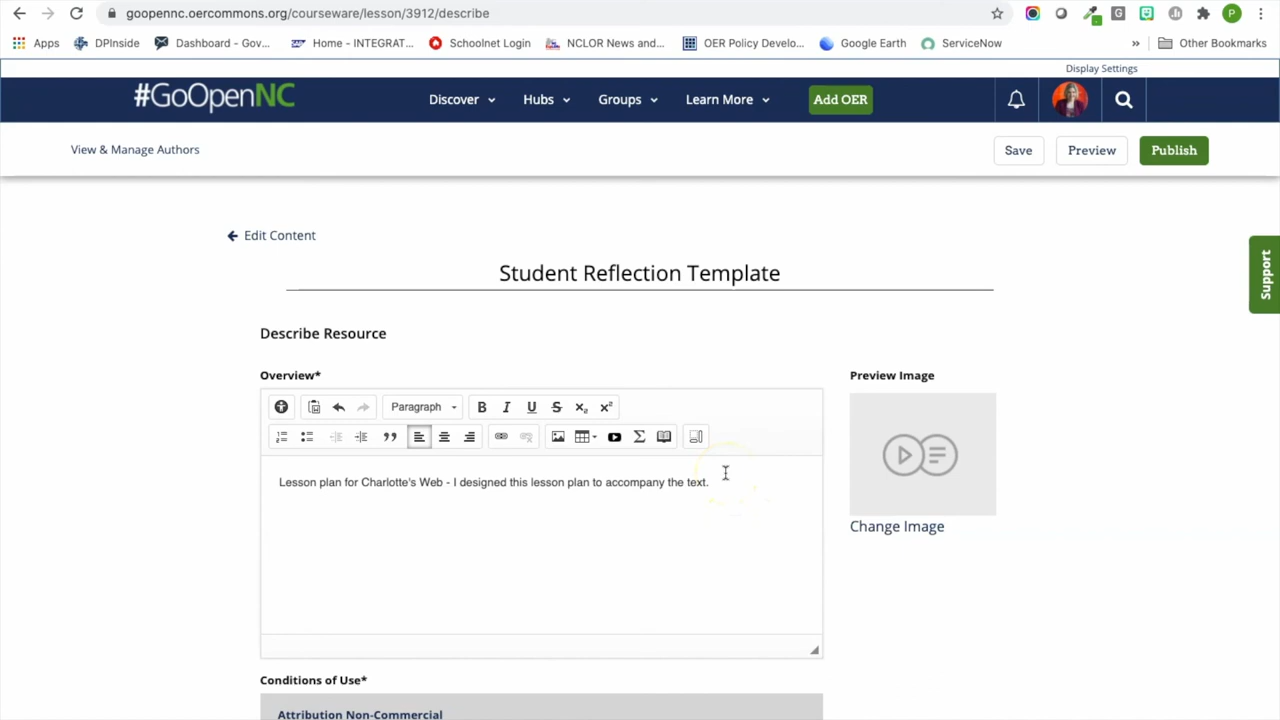 goopennc.oercommons.org/courseware/lesson/3912/describe
P
Apps DPInside Dashboard - Gov... Home - INTEGRAT... Schoolnet Login NCLOR News and... OER Policy Develo... Google Earth ServiceNow » Other Bookmarks
Display Settings
#GoOpenNC Discover Hubs Groups Learn More Add OER
View & Manage Authors Save Preview Publish
Edit Content
Support
Student Reflection Template
Describe Resource
Overview* Preview Image
Paragraph B I U S x₂ x²
Σ
Lesson plan for Charlotte's Web - I designed this lesson plan to accompany the text.
Change Image
Conditions of Use*
Attribution Non-Commercial